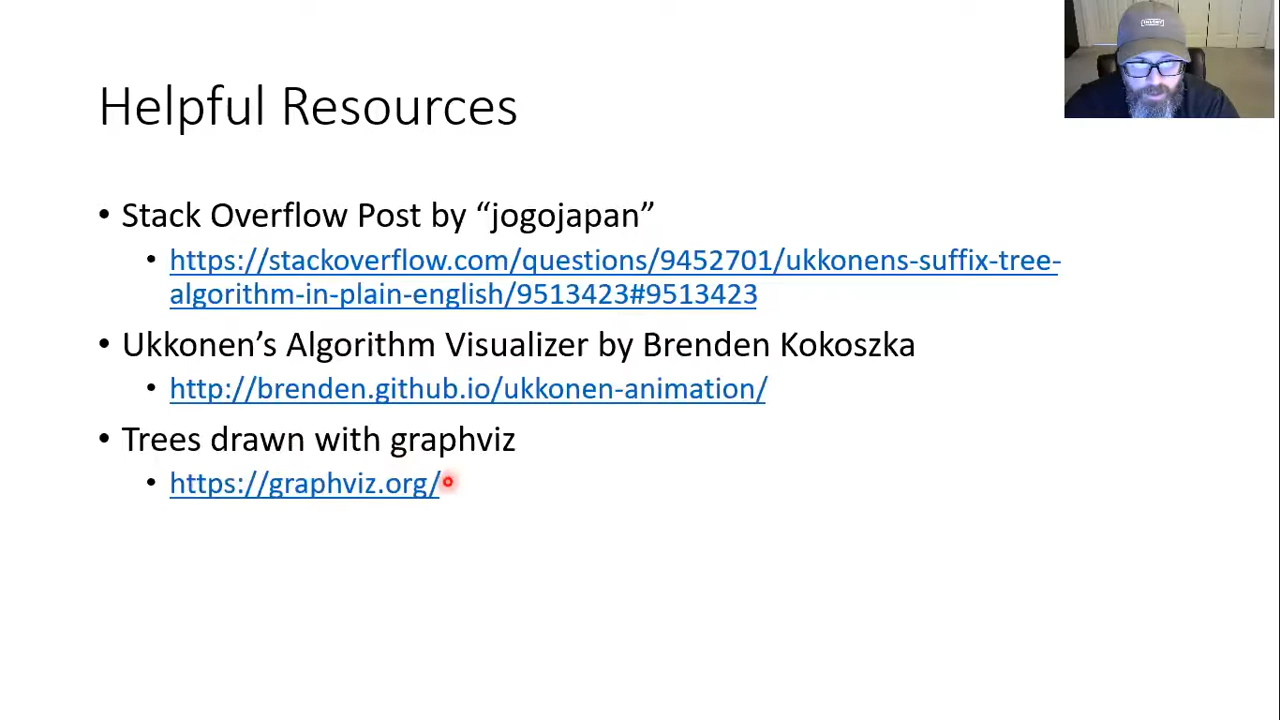 Helpful Resources
• Stack Overflow Post by “jogojapan”
• https://stackoverflow.com/questions/9452701/ukkonens-suffix-tree-
algorithm-in-plain-english/9513423#9513423
• Ukkonen’s Algorithm Visualizer by Brenden Kokoszka
• http://brenden.github.io/ukkonen-animation/
• Trees drawn with graphviz
• https://graphviz.org/